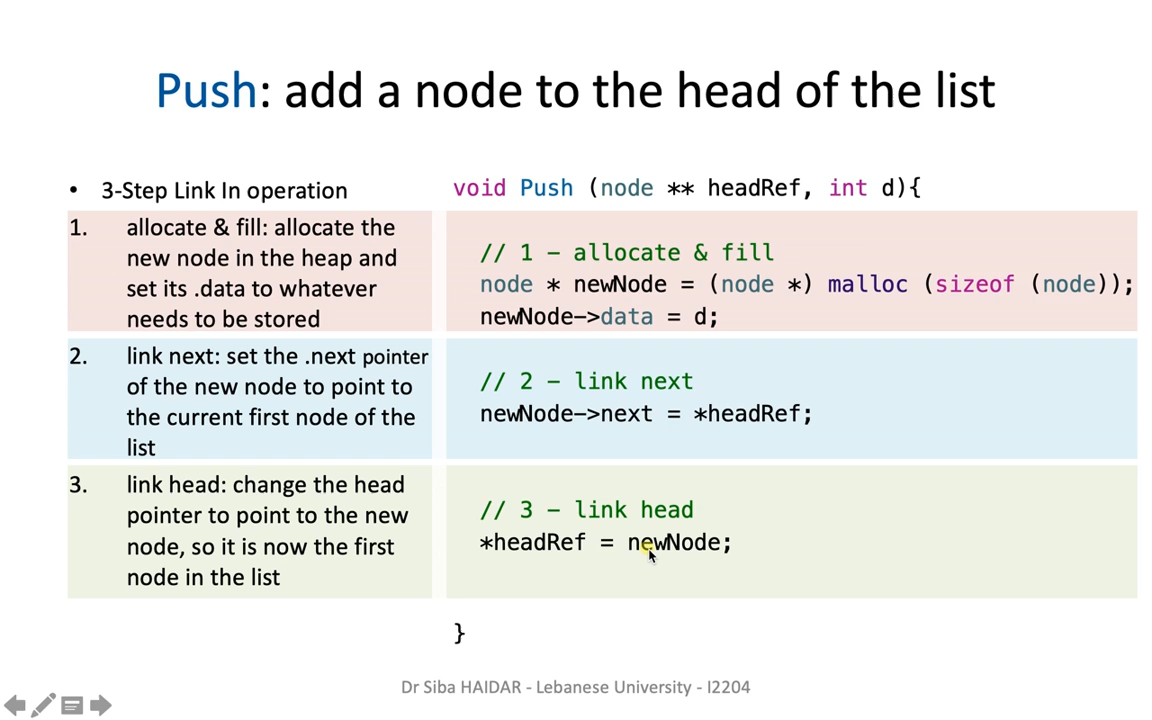 Push: add a node to the head of the list
• 3-Step Link In operation
1. allocate & fill: allocate the
new node in the heap and
set its .data to whatever
needs to be stored
2. link next: set the .next pointer
of the new node to point to
the current first node of the
list
3. link head: change the head
pointer to point to the new
node, so it is now the first
node in the list
void Push (node ** headRef, int d){
// 1 – allocate & fill
node * newNode = (node *) malloc (sizeof (node));
newNode->data = d;
// 2 – link next
newNode->next = *headRef;
// 3 – link head
*headRef = newNode;
}
Dr Siba HAIDAR - Lebanese University - I2204